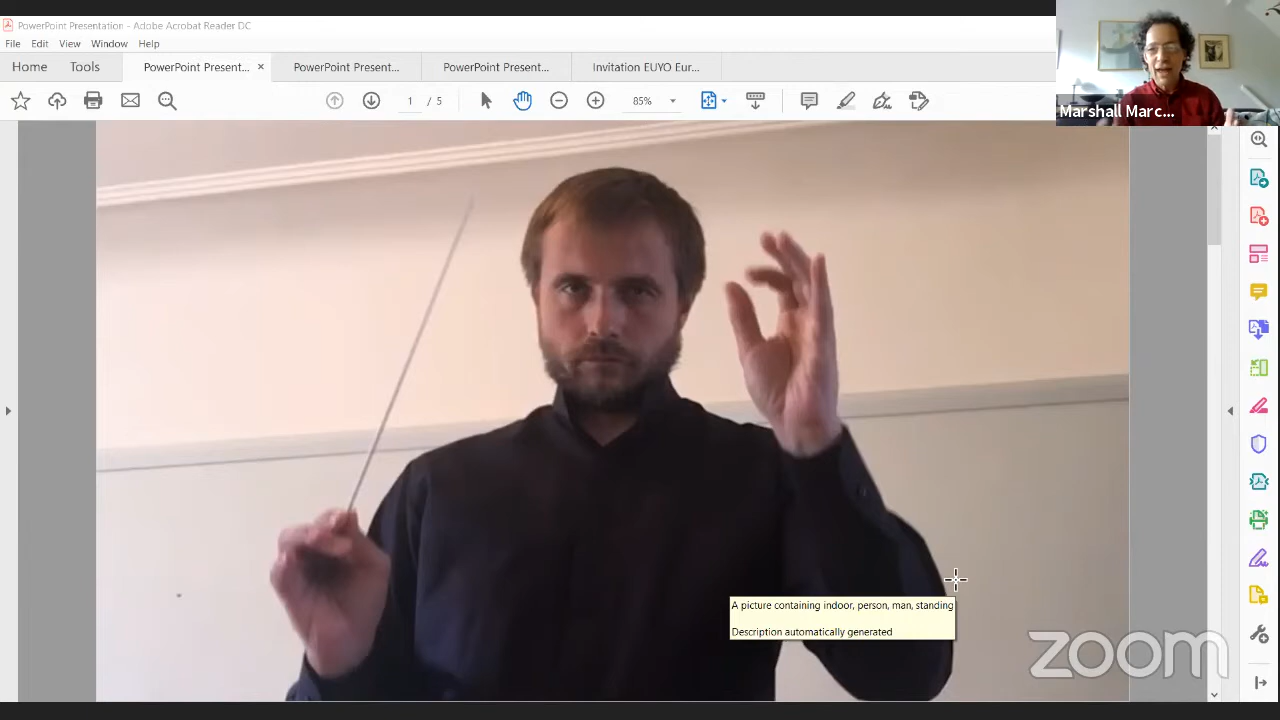 PowerPoint Presentation - Adobe Acrobat Reader DC
File Edit View Window Help
Home Tools PowerPoint Present... × PowerPoint Present... PowerPoint Present... Invitation EUYO Eur...
1 / 5 85%
Marshall Marc...
A picture containing indoor, person, man, standing
Description automatically generated
zoom